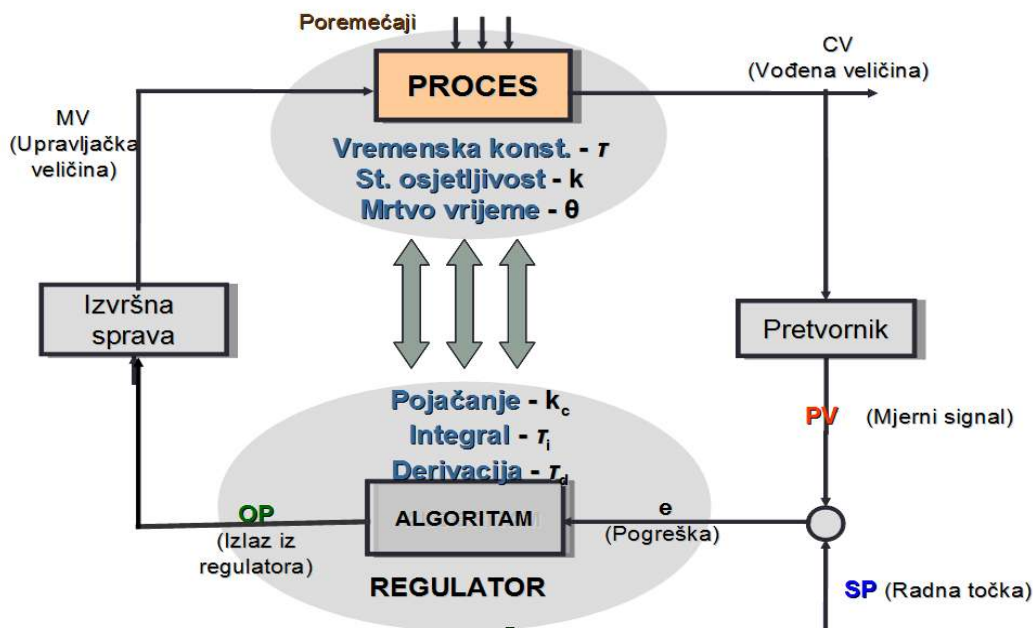 Poremećaji
PROCES
CV
(Vođena veličina)
MV
(Upravljačka
veličina)
Vremenska konst. - τ
St. osjetljivost - k
Mrtvo vrijeme - θ
Izvršna
sprava
Pretvornik
Pojačanje - kc
Integral - τi
Derivacija - τd
PV (Mjerni signal)
ALGORITAM
e
(Pogreška)
OP
(Izlaz iz
regulatora)
REGULATOR
SP (Radna točka)